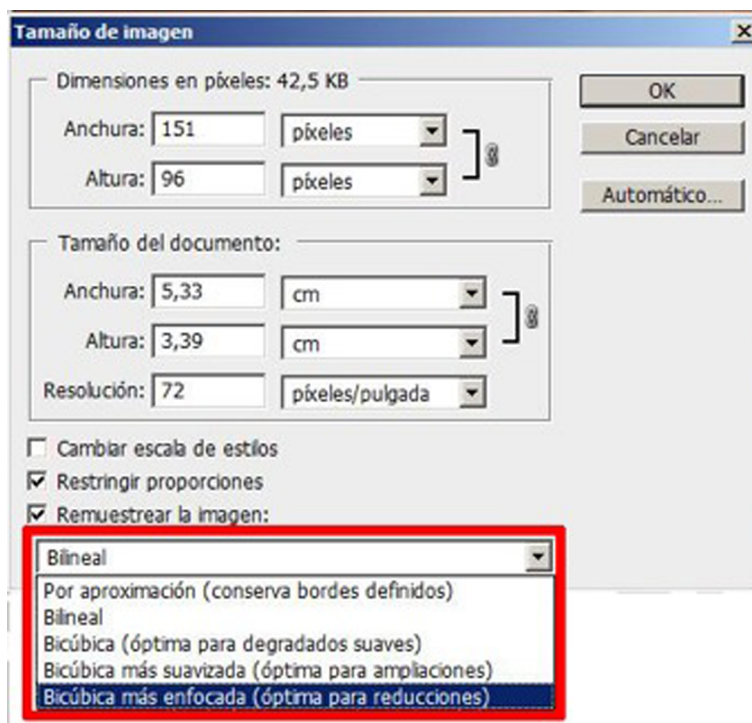 Tamaño de imagen
Dimensiones en píxeles: 42,5 KB
OK
Anchura: 151 píxeles
Cancelar
Altura: 96 píxeles
Automático...
Tamaño del documento:
Anchura: 5,33 cm
Altura: 3,39 cm
Resolución: 72 píxeles/pulgada
Cambiar escala de estilos
Restringir proporciones
Remuestrear la imagen:
Bilineal
Por aproximación (conserva bordes definidos)
Bilineal
Bicúbica (óptima para degradados suaves)
Bicúbica más suavizada (óptima para ampliaciones)
Bicúbica más enfocada (óptima para reducciones)